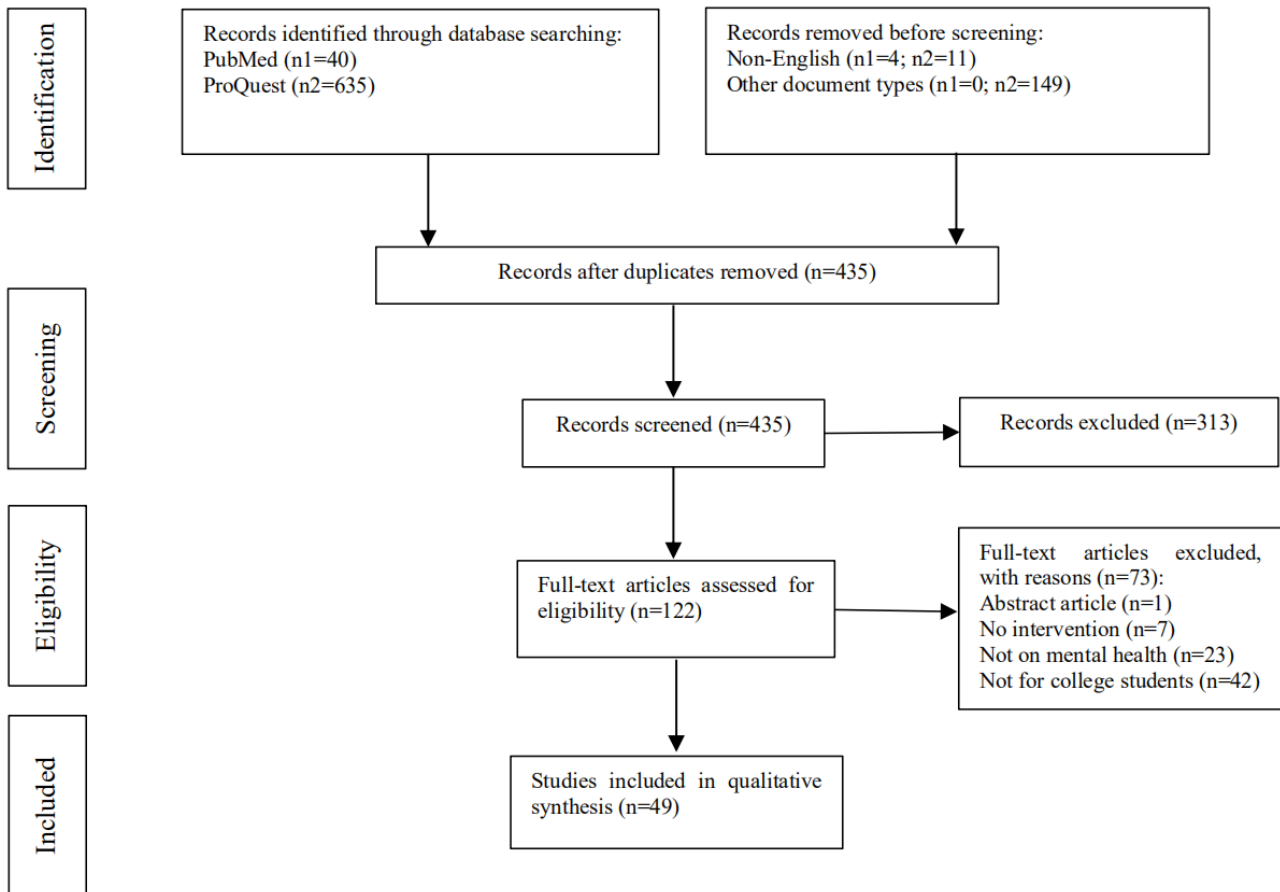 Identification
Records identified through database searching:
PubMed (n1=40)
ProQuest (n2=635)
Records removed before screening:
Non-English (n1=4; n2=11)
Other document types (n1=0; n2=149)
Records after duplicates removed (n=435)
Screening
Records screened (n=435)
Records excluded (n=313)
Eligibility
Full-text articles assessed for
eligibility (n=122)
Full-text articles excluded,
with reasons (n=73):
Abstract article (n=1)
No intervention (n=7)
Not on mental health (n=23)
Not for college students (n=42)
Included
Studies included in qualitative
synthesis (n=49)